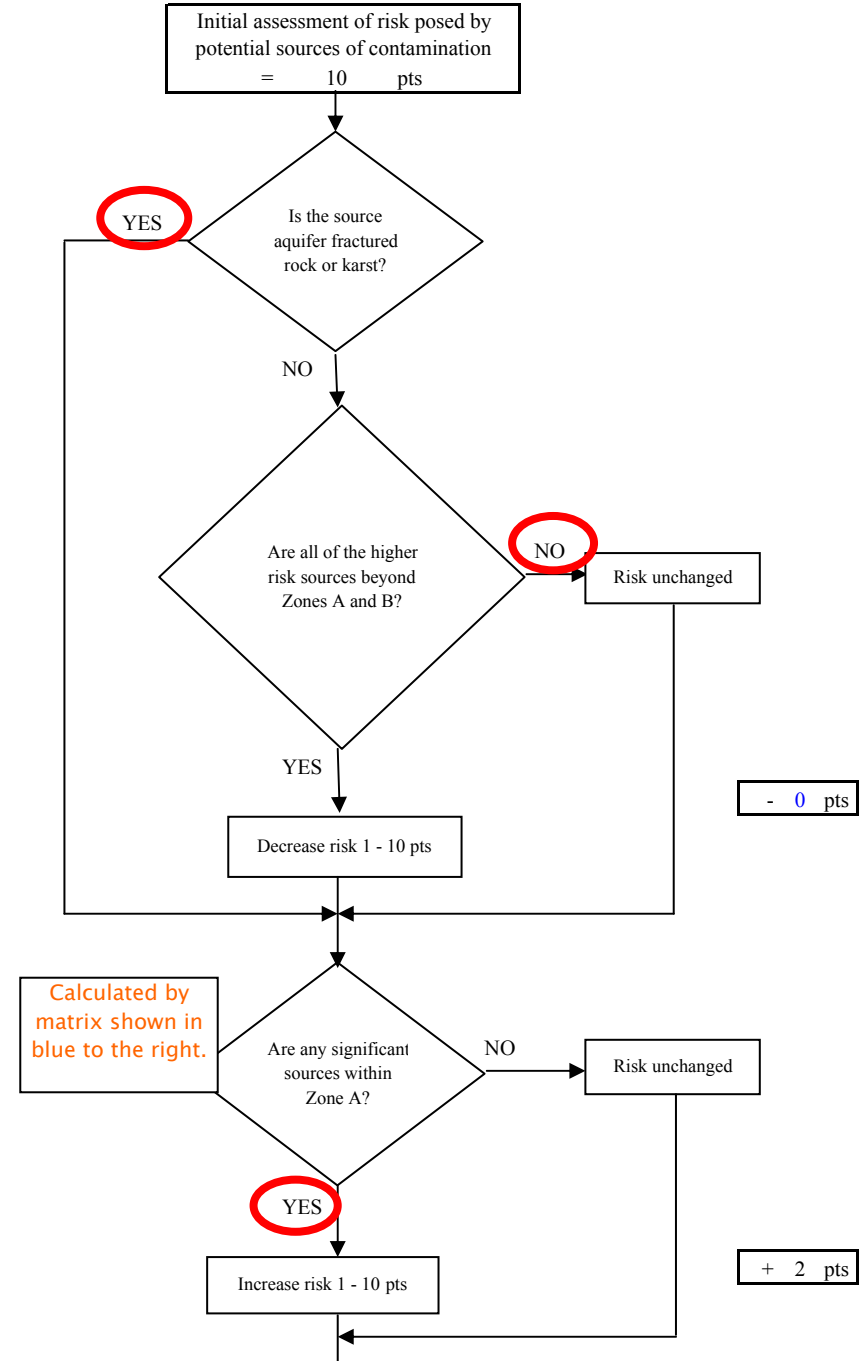 Initial assessment of risk posed by
potential sources of contamination
= 10 pts
YES
Is the source
aquifer fractured
rock or karst?
NO
Are all of the higher
risk sources beyond
Zones A and B?
NO
Risk unchanged
YES
- 0 pts
Decrease risk 1 - 10 pts
Calculated by
matrix shown in
blue to the right.
Are any significant
sources within
Zone A?
NO
Risk unchanged
YES
+ 2 pts
Increase risk 1 - 10 pts